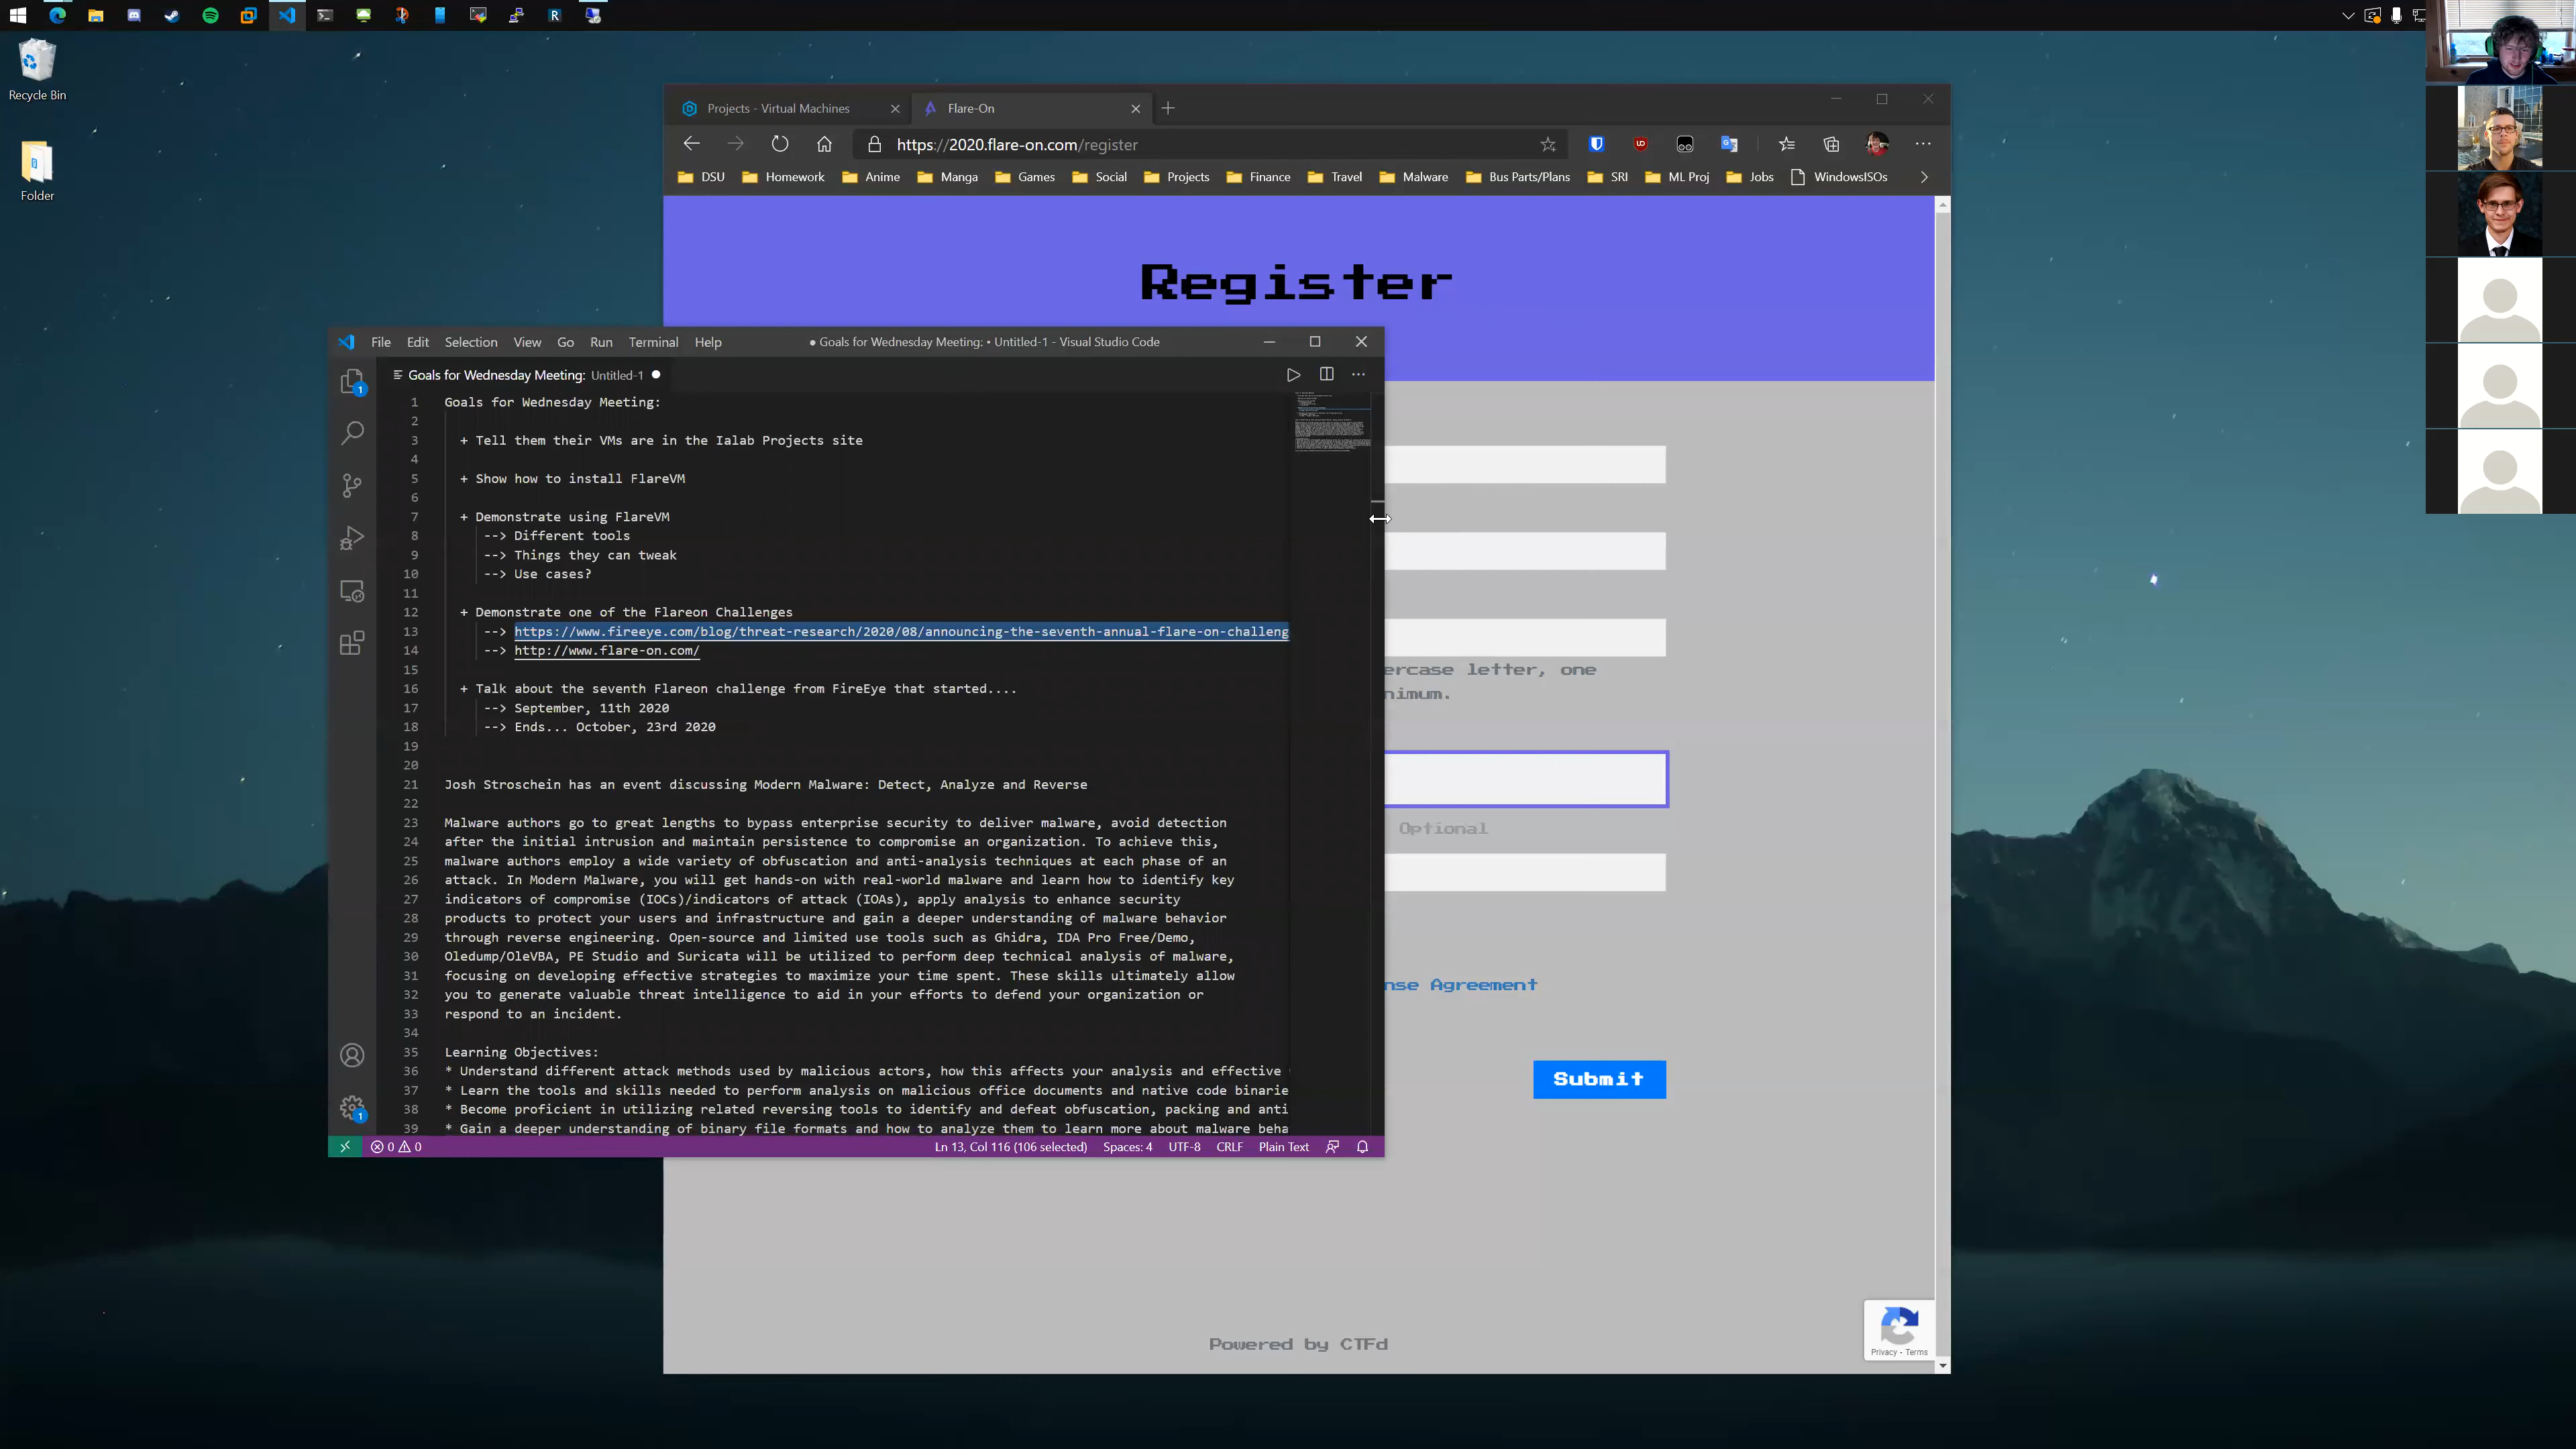 Recycle Bin
Folder
Projects - Virtual Machines
Flare-On
https://2020.flare-on.com/register
DSU
Homework
Anime
Manga
Games
Social
Projects
Finance
Travel
Malware
Bus Parts/Plans
SRI
ML Proj
Jobs
WindowsISOs
Register
File Edit Selection View Go Run Terminal Help
● Goals for Wednesday Meeting: • Untitled-1 - Visual Studio Code
Goals for Wednesday Meeting: Untitled-1
1 Goals for Wednesday Meeting:
2
3 + Tell them their VMs are in the Ialab Projects site
4
5 + Show how to install FlareVM
6
7 + Demonstrate using FlareVM
8 --> Different tools
9 --> Things they can tweak
10 --> Use cases?
11
12 + Demonstrate one of the Flareon Challenges
13 --> https://www.fireeye.com/blog/threat-research/2020/08/announcing-the-seventh-annual-flare-on-challeng
14 --> http://www.flare-on.com/
15
16 + Talk about the seventh Flareon challenge from FireEye that started....
17 --> September, 11th 2020
18 --> Ends... October, 23rd 2020
19
20
21 Josh Stroschein has an event discussing Modern Malware: Detect, Analyze and Reverse
22
23 Malware authors go to great lengths to bypass enterprise security to deliver malware, avoid detection
24 after the initial intrusion and maintain persistence to compromise an organization. To achieve this,
25 malware authors employ a wide variety of obfuscation and anti-analysis techniques at each phase of an
26 attack. In Modern Malware, you will get hands-on with real-world malware and learn how to identify key
27 indicators of compromise (IOCs)/indicators of attack (IOAs), apply analysis to enhance security
28 products to protect your users and infrastructure and gain a deeper understanding of malware behavior
29 through reverse engineering. Open-source and limited use tools such as Ghidra, IDA Pro Free/Demo,
30 Oledump/OleVBA, PE Studio and Suricata will be utilized to perform deep technical analysis of malware,
31 focusing on developing effective strategies to maximize your time spent. These skills ultimately allow
32 you to generate valuable threat intelligence to aid in your efforts to defend your organization or
33 respond to an incident.
34
35 Learning Objectives:
36 * Understand different attack methods used by malicious actors, how this affects your analysis and effective
37 * Learn the tools and skills needed to perform analysis on malicious office documents and native code binarie
38 * Become proficient in utilizing related reversing tools to identify and defeat obfuscation, packing and anti
39 * Gain a deeper understanding of binary file formats and how to analyze them to learn more about malware beha
0 0
Ln 13, Col 116 (106 selected) Spaces: 4 UTF-8 CRLF Plain Text
ercase letter, one
nimum.
Optional
nse Agreement
Submit
Powered by CTFd
Privacy - Terms